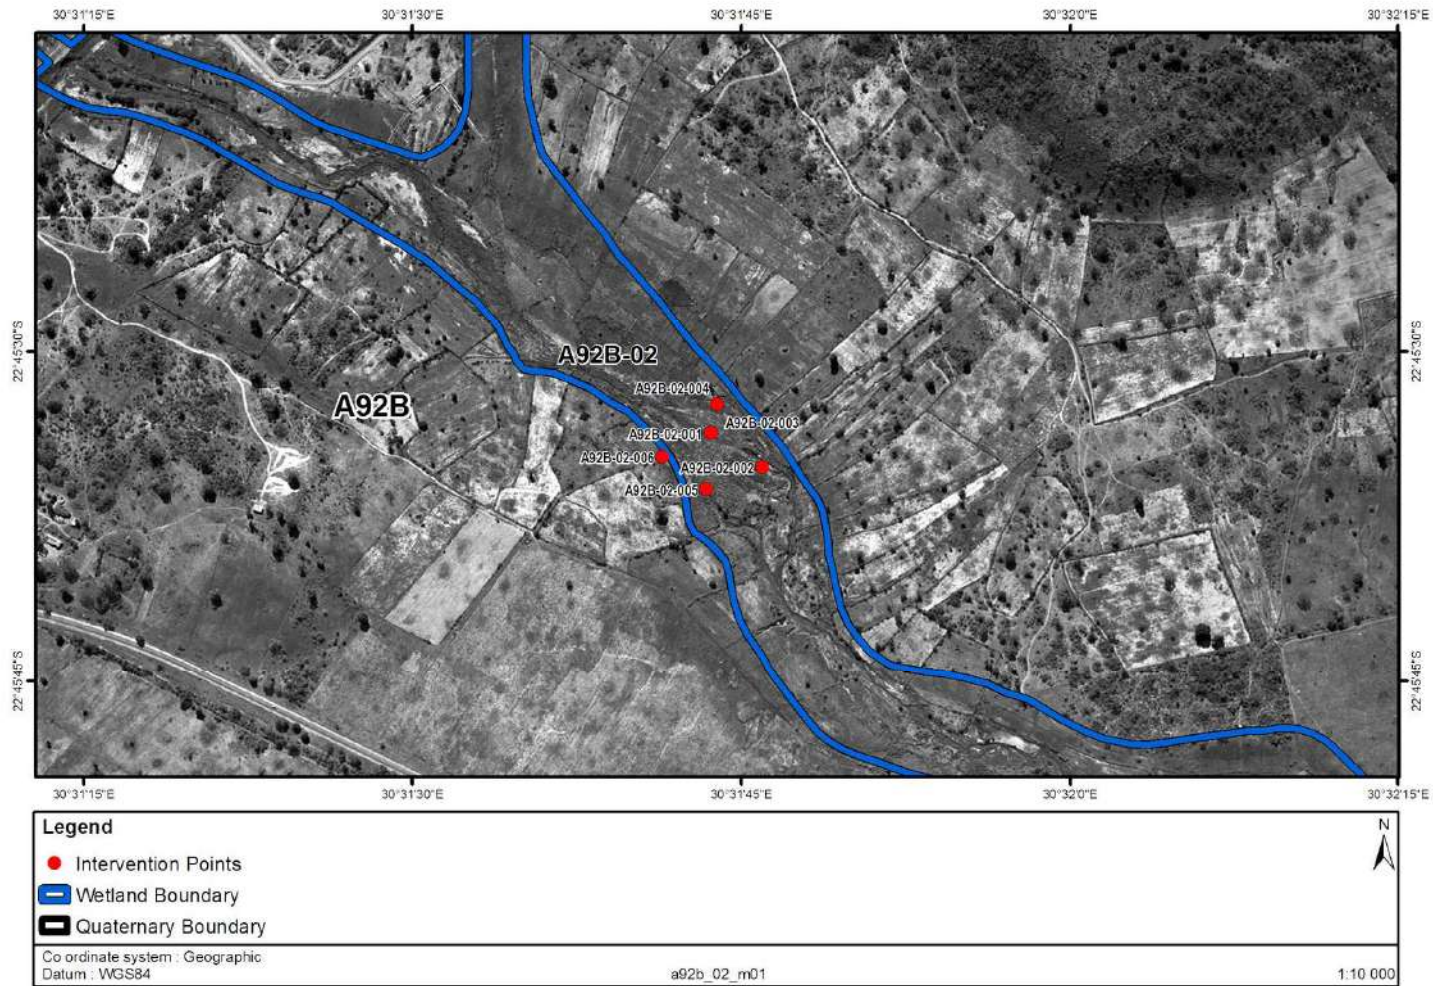 30°31'15"E 30°31'30"E 30°31'45"E 30°32'0"E 30°32'15"E
22°45'30"S
22°45'30"S
A92B-02
A92B
A92B-02-004
A92B-02-003
A92B-02-001
A92B-02-006
A92B-02-002
A92B-02-005
22°45'45"S
22°45'45"S
30°31'15"E 30°31'30"E 30°31'45"E 30°32'0"E 30°32'15"E
Legend
N
Intervention Points
Wetland Boundary
Quaternary Boundary
Co ordinate system : Geographic
Datum : WGS84 a92b_02_m01 1:10 000